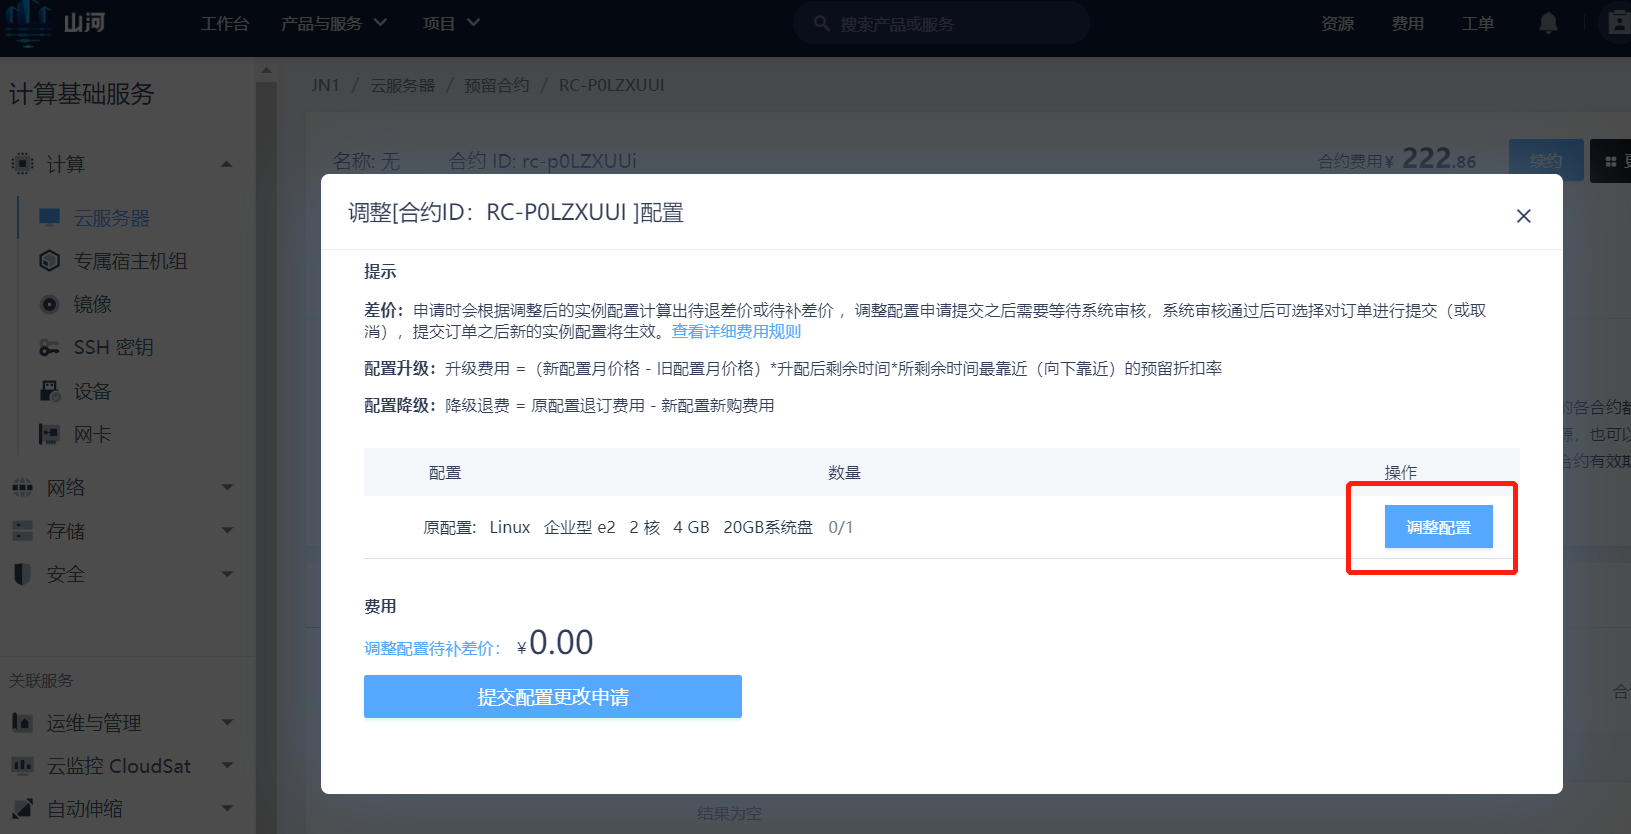 山河
工作台
产品与服务
项目
搜索产品或服务
资源
费用
工单
计算基础服务
JN1 / 云服务器 / 预留合约 / RC-P0LZXUUI
计算
名称: 无
合约 ID: rc-p0LZXUUi
合约费用¥ 222.86
续约
云服务器
专属宿主机组
镜像
SSH 密钥
设备
网卡
网络
存储
安全
关联服务
运维与管理
云监控 CloudSat
自动伸缩
调整[合约ID：RC-P0LZXUUI ]配置
提示
差价：申请时会根据调整后的实例配置计算出待退差价或待补差价 ，调整配置申请提交之后需要等待系统审核，系统审核通过后可选择对订单进行提交（或取
消），提交订单之后新的实例配置将生效。查看详细费用规则
配置升级：升级费用 =（新配置月价格 - 旧配置月价格）*升配后剩余时间*所剩余时间最靠近（向下靠近）的预留折扣率
配置降级：降级退费 = 原配置退订费用 - 新配置新购费用
配置 数量 操作
原配置: Linux 企业型 e2 2 核 4 GB 20GB系统盘 0/1
调整配置
费用
调整配置待补差价： ¥0.00
提交配置更改申请
的各合约都
，也可以
合约有效期
合
结果为空